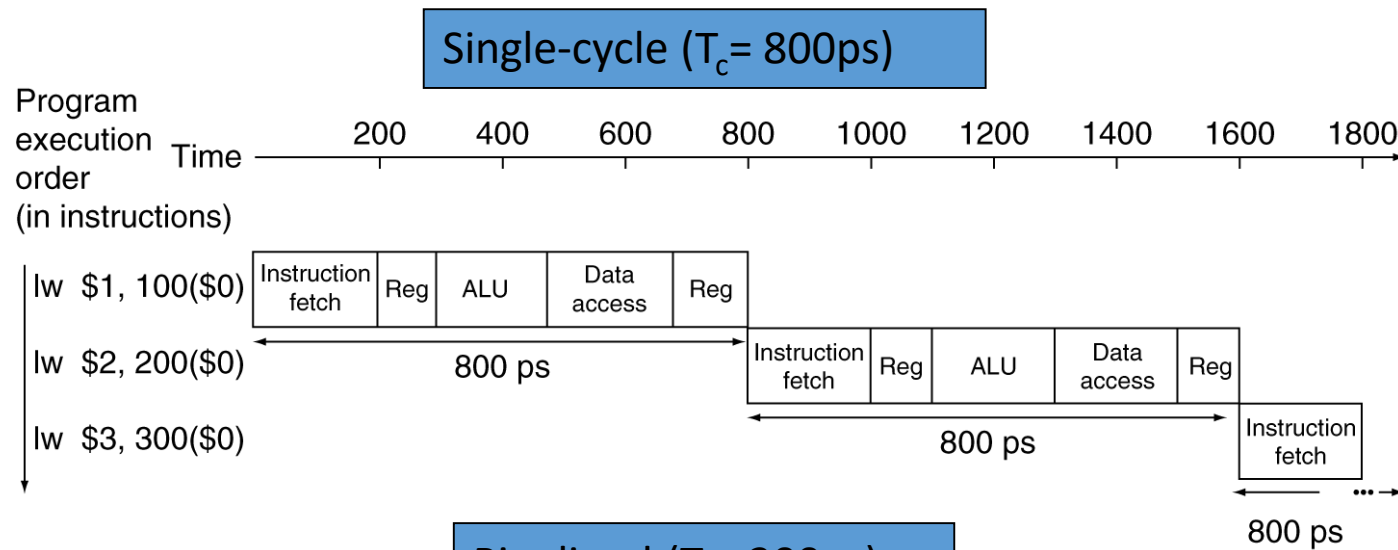 Single-cycle (Tc= 800ps)
Program
execution
order
(in instructions)
Time
200 400 600 800 1000 1200 1400 1600 1800
lw $1, 100($0)
Instruction
fetch
Reg
ALU
Data
access
Reg
800 ps
lw $2, 200($0)
Instruction
fetch
Reg
ALU
Data
access
Reg
800 ps
lw $3, 300($0)
Instruction
fetch
...
800 ps